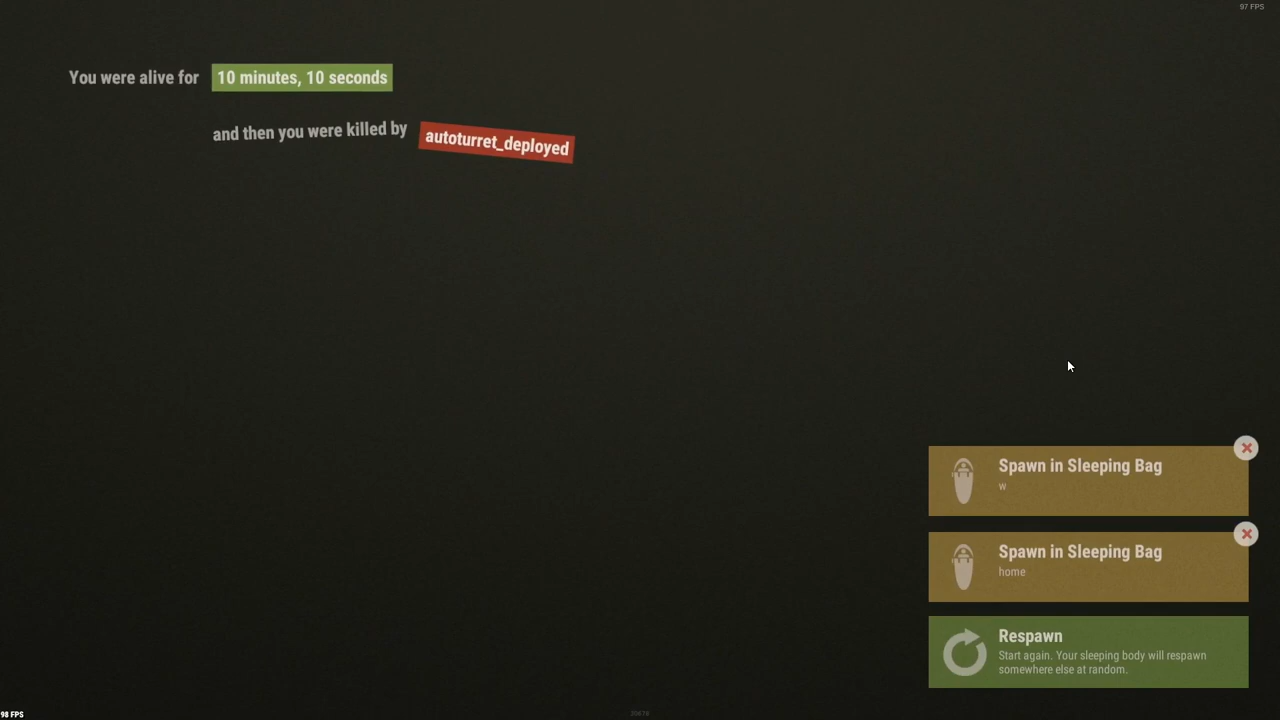 97 FPS
You were alive for 10 minutes, 10 seconds
and then you were killed by autoturret_deployed
Spawn in Sleeping Bag
w
Spawn in Sleeping Bag
home
Respawn
Start again. Your sleeping body will respawn
somewhere else at random.
98 FPS